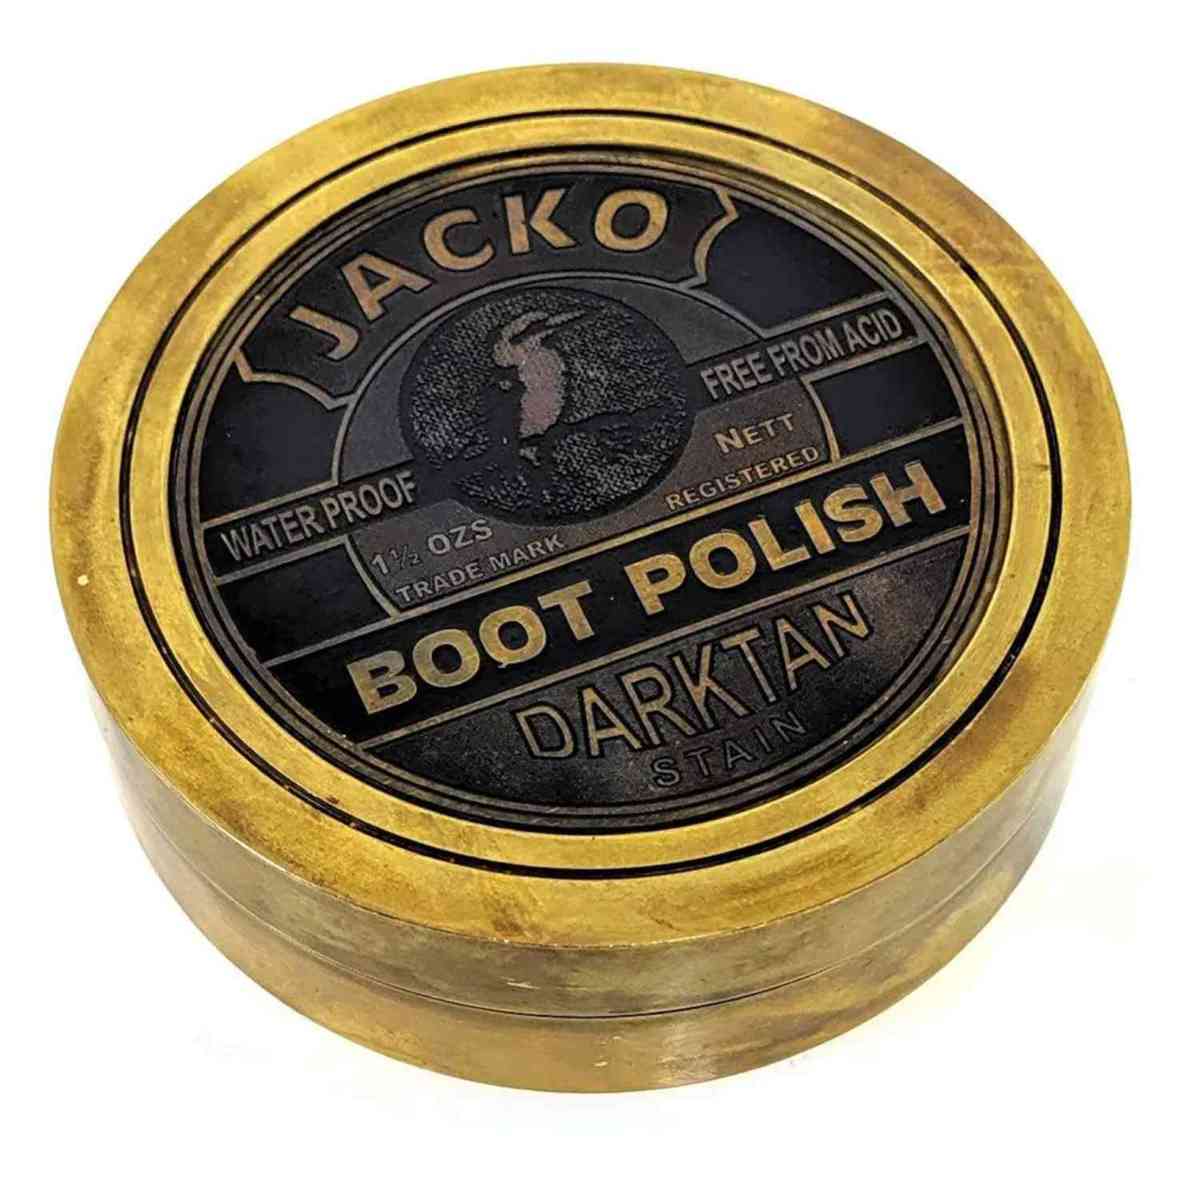 JACKO
WATER PROOF
FREE FROM ACID
1½ OZS
NETT
TRADE MARK
REGISTERED
BOOT POLISH
DARKTAN
STAIN